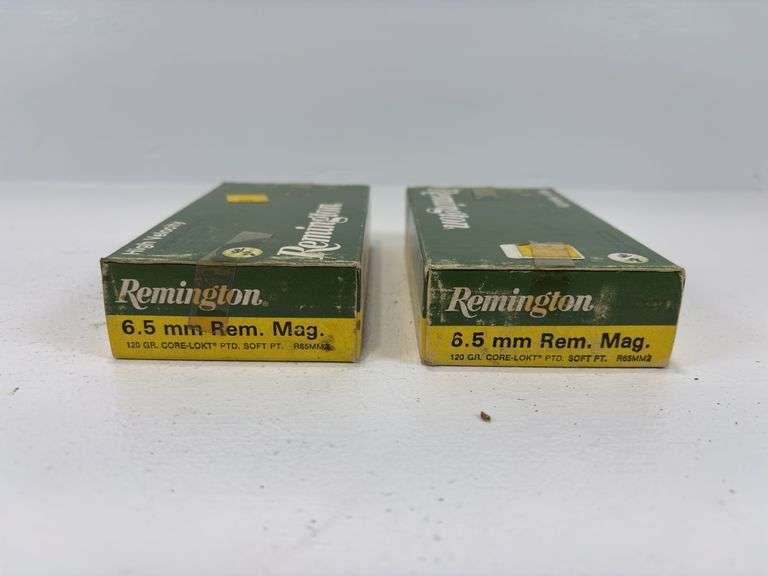 High Velocity
Remington
Remington®
6.5 mm Rem. Mag.
120 GR. CORE-LOKT® PTD. SOFT PT. R65MM2
Remington
Remington®
6.5 mm Rem. Mag.
120 GR. CORE-LOKT® PTD. SOFT PT. R65MM2